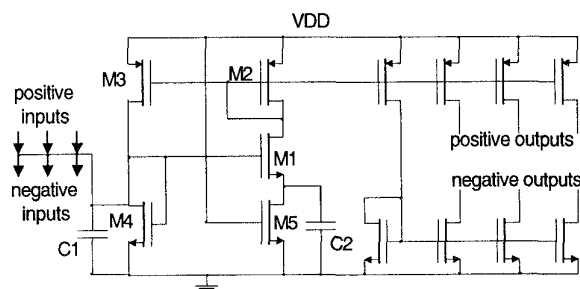 VDD
M3
M2
positive
inputs
M1
positive outputs
negative
inputs
negative outputs
M4
M5
C1
C2